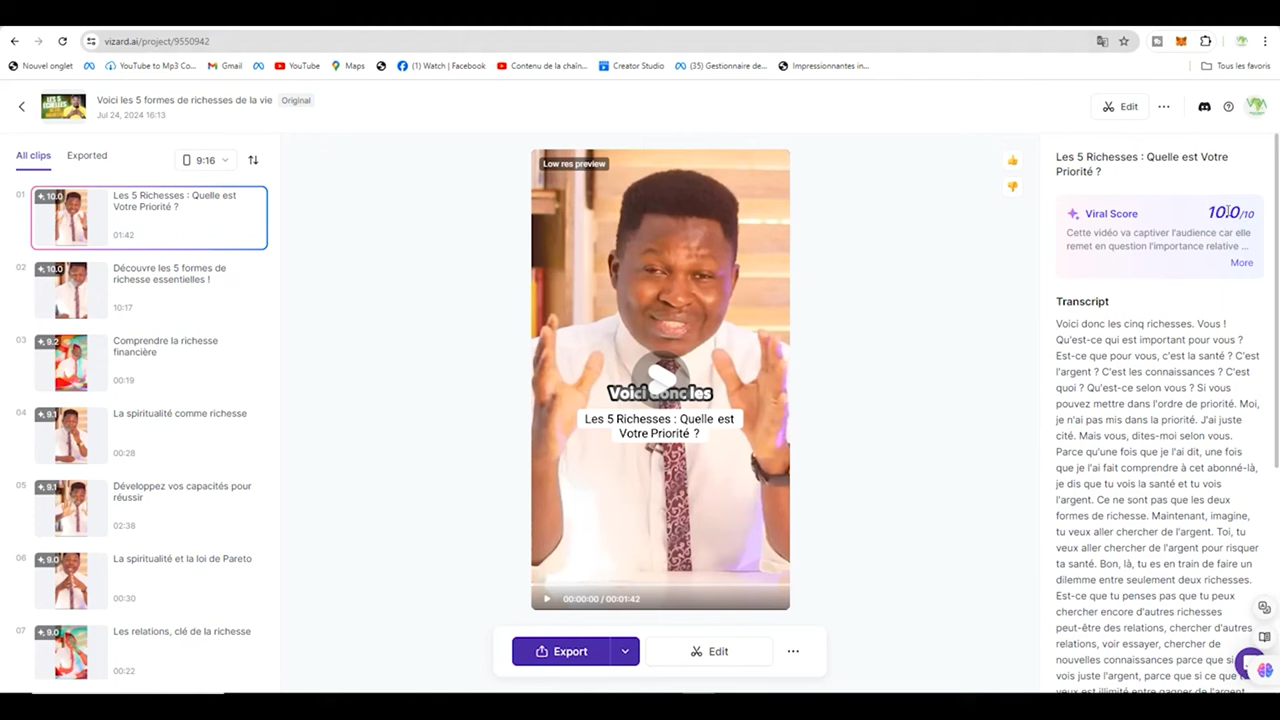 vizard.ai/project/9550942
Nouvel onglet
YouTube to Mp3 Co...
Gmail
YouTube
Maps
(1) Watch | Facebook
Contenu de la chaîn...
Creator Studio
(35) Gestionnaire de...
Impressionnantes in...
Tous les favoris
Voici les 5 formes de richesses de la vie
Original
Jul 24, 2024 16:13
Edit
All clips
Exported
9:16
01
10.0
Les 5 Richesses : Quelle est
Votre Priorité ?
01:42
02
10.0
Découvre les 5 formes de
richesse essentielles !
10:17
03
9.2
Comprendre la richesse
financière
00:19
04
9.1
La spiritualité comme richesse
00:28
05
9.1
Développez vos capacités pour
réussir
02:38
06
9.0
La spiritualité et la loi de Pareto
00:30
07
9.0
Les relations, clé de la richesse
00:22
Low res preview
Voici donc les
Les 5 Richesses : Quelle est
Votre Priorité ?
00:00:00 / 00:01:42
Export
Edit
Les 5 Richesses : Quelle est Votre
Priorité ?
Viral Score
10.0/10
Cette vidéo va captiver l'audience car elle
remet en question l'importance relative ...
More
Transcript
Voici donc les cinq richesses. Vous !
Qu'est-ce qui est important pour vous ?
Est-ce que pour vous, c'est la santé ? C'est
l'argent ? C'est les connaissances ? C'est
quoi ? Qu'est-ce selon vous ? Si vous
pouvez mettre dans l'ordre de priorité. Moi,
je n'ai pas mis dans la priorité. J'ai juste
cité. Mais vous, dites-moi selon vous.
Parce qu'une fois que je l'ai dit, une fois
que je l'ai fait comprendre à cet abonné-là,
je dis que tu vois la santé et tu vois
l'argent. Ce ne sont pas que les deux
formes de richesse. Maintenant, imagine,
tu veux aller chercher de l'argent. Toi, tu
veux aller chercher de l'argent pour risquer
ta santé. Bon, là, tu es en train de faire un
dilemme entre seulement deux richesses.
Est-ce que tu penses pas que tu peux
chercher encore d'autres richesses
peut-être des relations, chercher d'autres
relations, voir essayer, chercher de
nouvelles connaissances parce que si
vois juste l'argent, parce que si ce que
veux est illimité entre gagner de l'argent